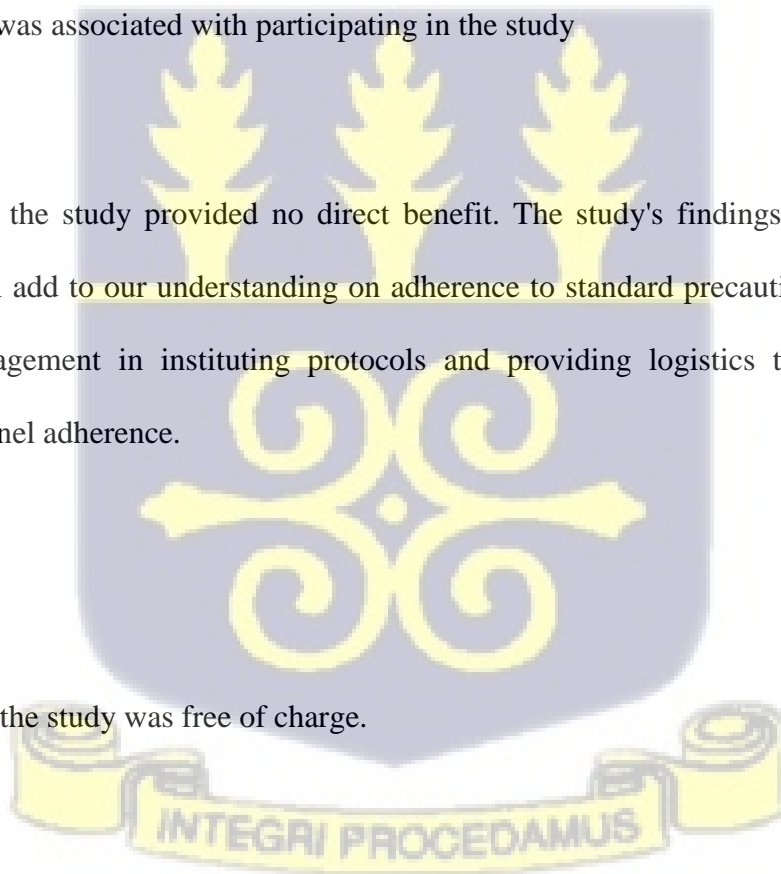 was associated with participating in the study
the study provided no direct benefit. The study's findings
add to our understanding on adherence to standard
agement in instituting protocols and providing logistics
nel adherence.
the study was free of charge.
INTEGRI PROCEDAMUS